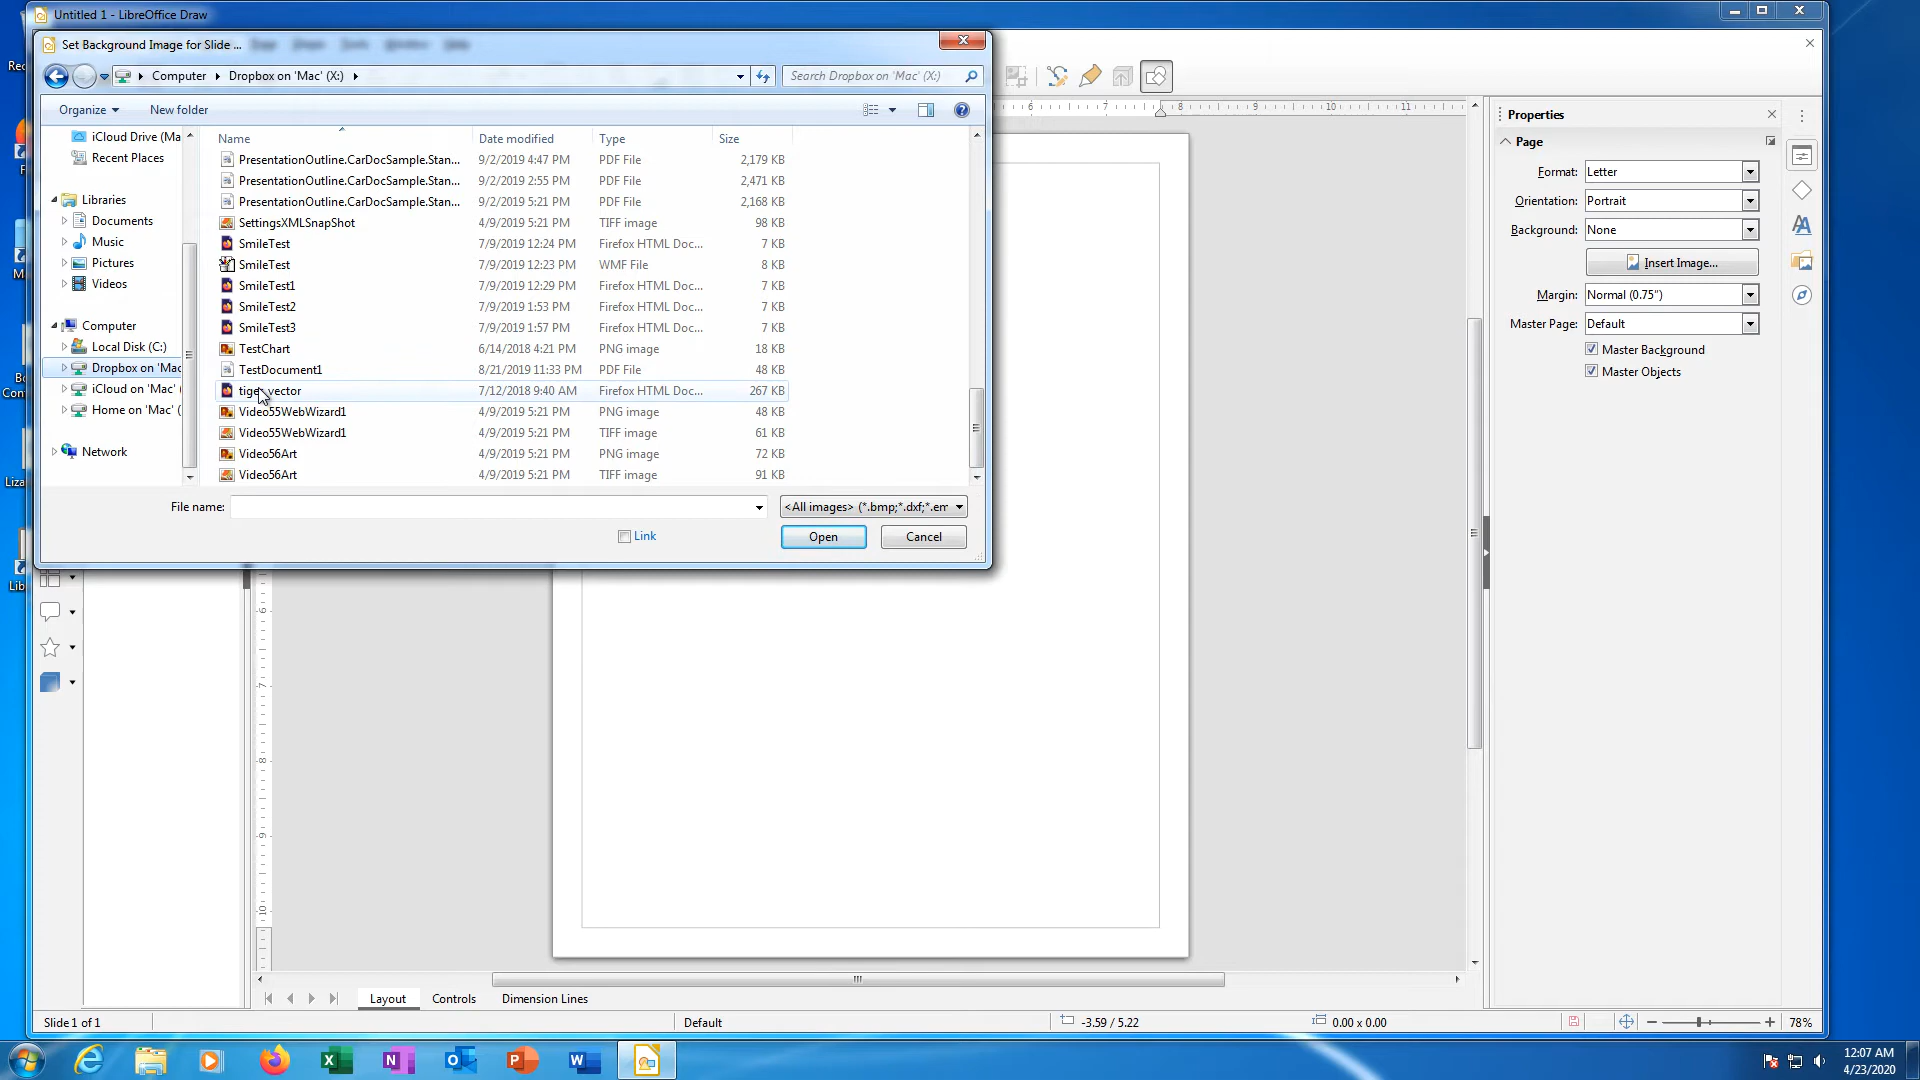 Untitled 1 - LibreOffice Draw
Set Background Image for Slide ...
Computer
Dropbox on 'Mac' (X:)
Search Dropbox on 'Mac' (X:)
Organize
New folder
Name
Date modified
Type
Size
iCloud Drive (Ma
Recent Places
Libraries
Documents
Music
Pictures
Videos
Computer
Local Disk (C:)
Dropbox on 'Mac
iCloud on 'Mac' (
Home on 'Mac' (
Network
PresentationOutline.CarDocSample.Stan... 9/2/2019 4:47 PM PDF File 2,179 KB
PresentationOutline.CarDocSample.Stan... 9/2/2019 2:55 PM PDF File 2,471 KB
PresentationOutline.CarDocSample.Stan... 9/2/2019 5:21 PM PDF File 2,168 KB
SettingsXMLSnapShot 4/9/2019 5:21 PM TIFF image 98 KB
SmileTest 7/9/2019 12:24 PM Firefox HTML Doc... 7 KB
SmileTest 7/9/2019 12:23 PM WMF File 8 KB
SmileTest1 7/9/2019 12:29 PM Firefox HTML Doc... 7 KB
SmileTest2 7/9/2019 1:53 PM Firefox HTML Doc... 7 KB
SmileTest3 7/9/2019 1:57 PM Firefox HTML Doc... 7 KB
TestChart 6/14/2018 4:21 PM PNG image 18 KB
TestDocument1 8/21/2019 11:33 PM PDF File 48 KB
7/12/2018 9:40 AM Firefox HTML Doc... 267 KB
Video55WebWizard1 4/9/2019 5:21 PM PNG image 48 KB
Video55WebWizard1 4/9/2019 5:21 PM TIFF image 61 KB
Video56Art 4/9/2019 5:21 PM PNG image 72 KB
Video56Art 4/9/2019 5:21 PM TIFF image 91 KB
File name:
<All images> (*.bmp;*.dxf;*.em
Link
Open
Cancel
6 7 8 9 10 11
6
7
8
9
10
Properties
Page
Format: Letter
Orientation: Portrait
Background: None
Insert Image...
Margin: Normal (0.75")
Master Page: Default
Master Background
Master Objects
Layout
Controls
Dimension Lines
Slide 1 of 1
Default
-3.59 / 5.22
0.00 x 0.00
78%
12:07 AM
4/23/2020